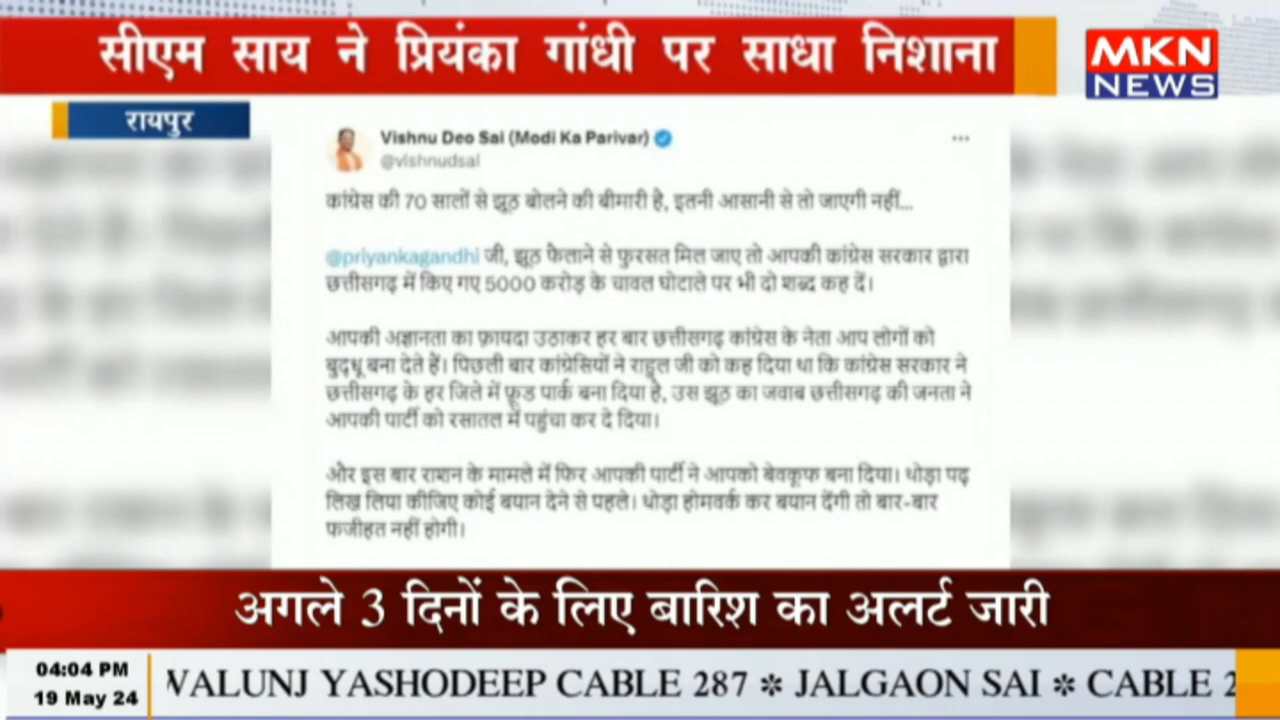 सीएम साय ने प्रियंका गांधी पर साधा निशाना
MKN
NEWS
रायपुर
Vishnu Deo Sai (Modi Ka Parivar)
@vishnudsai
कांग्रेस की 70 सालों से झूठ बोलने की बीमारी है, इतनी आसानी से तो जाएगी नहीं...
@priyankagandhi जी, झूठ फैलाने से फुरसत मिल जाए तो आपकी कांग्रेस सरकार द्वारा
छत्तीसगढ़ में किए गए 5000 करोड़ के चावल घोटाले पर भी दो शब्द कह दें।
आपकी अज्ञानता का फ़ायदा उठाकर हर बार छत्तीसगढ़ कांग्रेस के नेता आप लोगों को
बुद्धू बना देते हैं। पिछली बार कांग्रेसियों ने राहुल जी को कह दिया था कि कांग्रेस सरकार ने
छत्तीसगढ़ के हर जिले में फ़ूड पार्क बना दिया है, उस झूठ का जवाब छत्तीसगढ़ की जनता ने
आपकी पार्टी को रसातल में पहुंचा कर दे दिया।
और इस बार राशन के मामले में फिर आपकी पार्टी ने आपको बेवकूफ बना दिया। थोड़ा पढ़
लिख लिया कीजिए कोई बयान देने से पहले। थोड़ा होमवर्क कर बयान देंगी तो बार-बार
फजीहत नहीं होगी।
अगले 3 दिनों के लिए बारिश का अलर्ट जारी
04:04 PM
19 May 24
WALUNJ YASHODEEP CABLE 287 * JALGAON SAI * CABLE 2